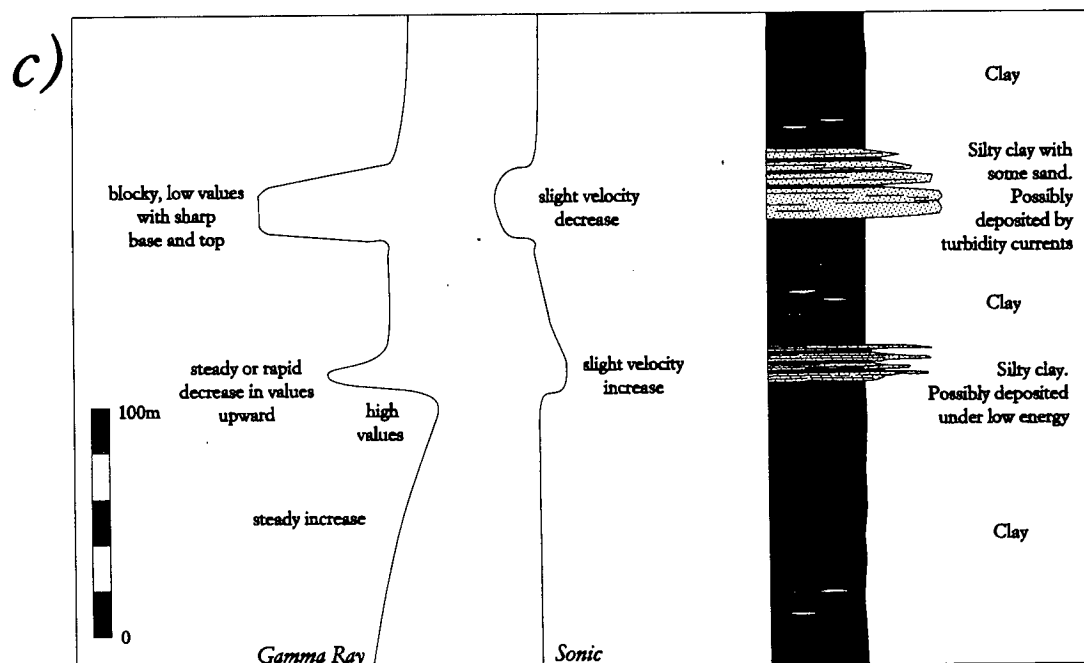 c)
Clay
Silty clay with
some sand.
Possibly
deposited by
turbidity currents
blocky, low values
with sharp
base and top
slight velocity
decrease
Clay
steady or rapid
decrease in values
upward
slight velocity
increase
Silty clay.
Possibly deposited
under low energy
100m
high
values
steady increase
Clay
0
Gamma Ray
Sonic